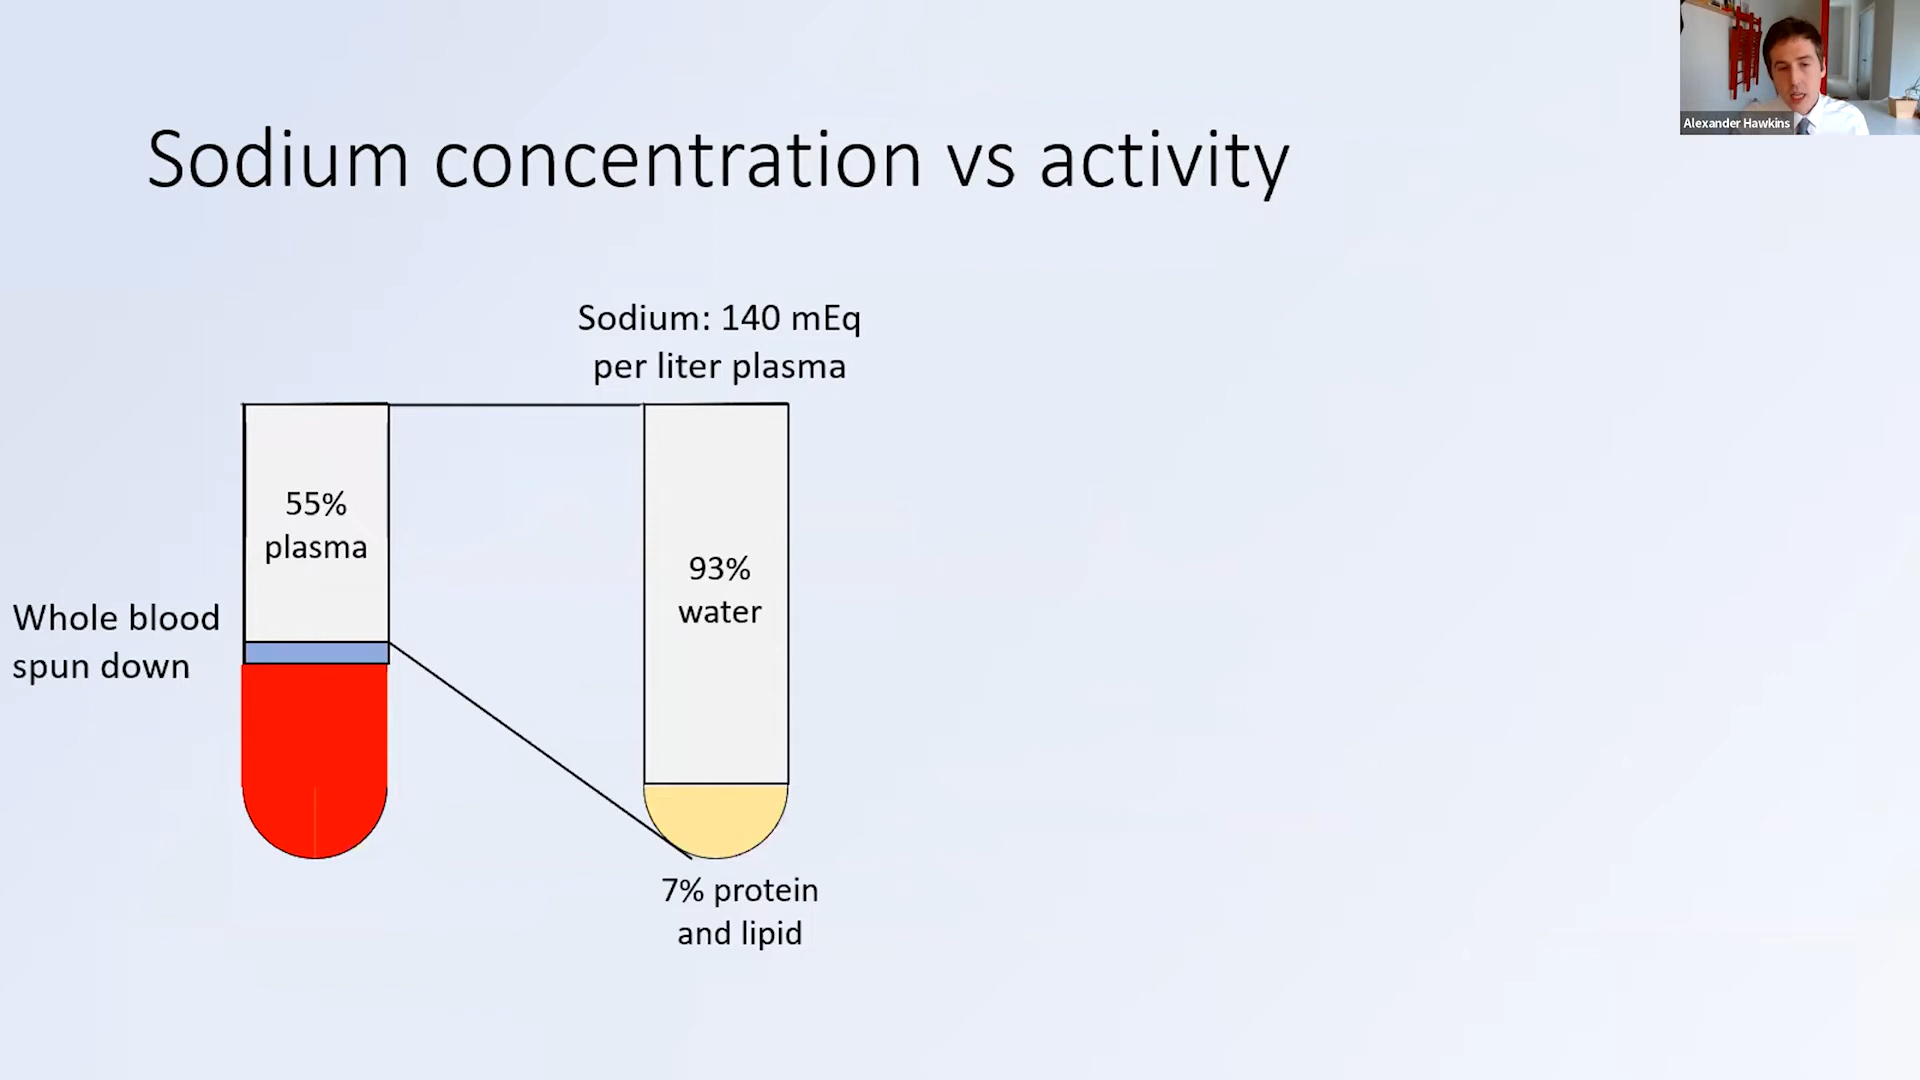 Alexander Hawkins
Sodium concentration vs activity
Sodium: 140 mEq
per liter plasma
55%
plasma
93%
water
Whole blood
spun down
7% protein
and lipid